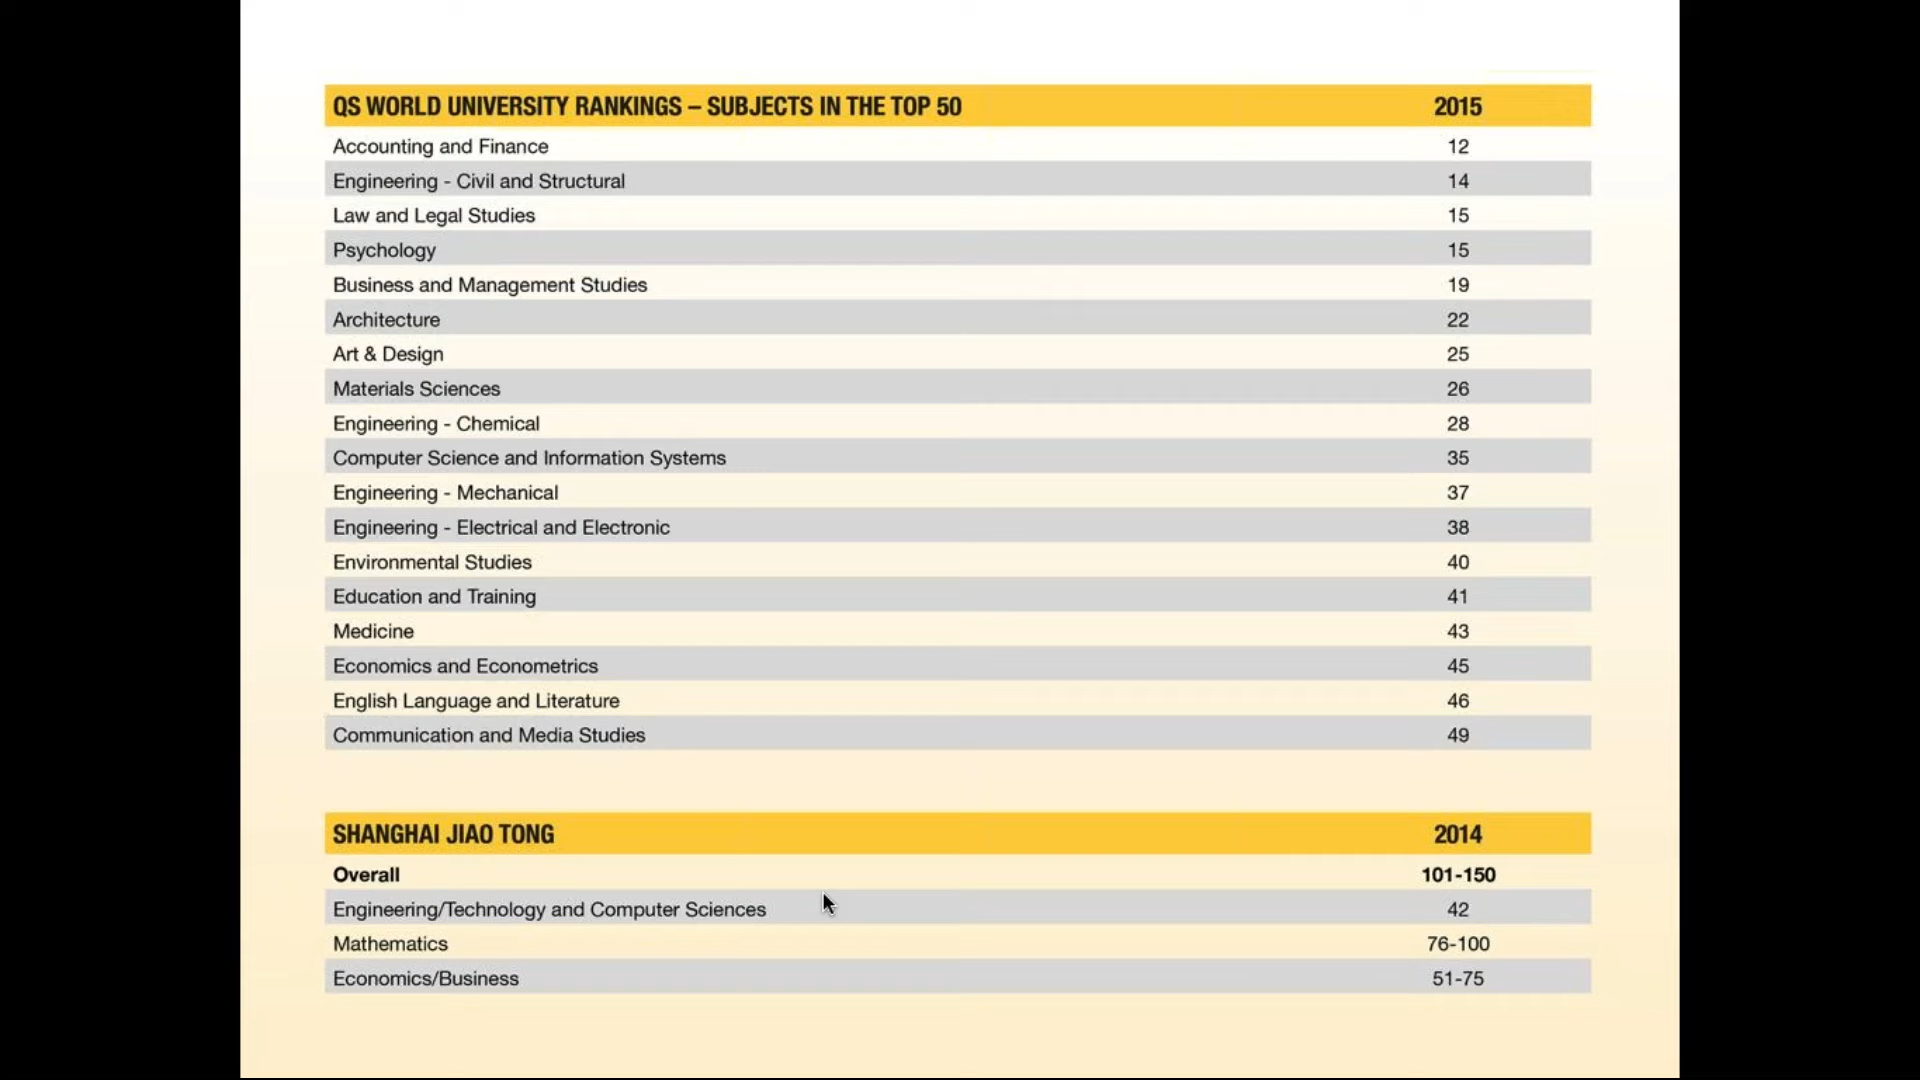 QS WORLD UNIVERSITY RANKINGS – SUBJECTS IN THE TOP 50 2015
Accounting and Finance 12
Engineering - Civil and Structural 14
Law and Legal Studies 15
Psychology 15
Business and Management Studies 19
Architecture 22
Art & Design 25
Materials Sciences 26
Engineering - Chemical 28
Computer Science and Information Systems 35
Engineering - Mechanical 37
Engineering - Electrical and Electronic 38
Environmental Studies 40
Education and Training 41
Medicine 43
Economics and Econometrics 45
English Language and Literature 46
Communication and Media Studies 49
SHANGHAI JIAO TONG 2014
Overall 101-150
Engineering/Technology and Computer Sciences 42
Mathematics 76-100
Economics/Business 51-75